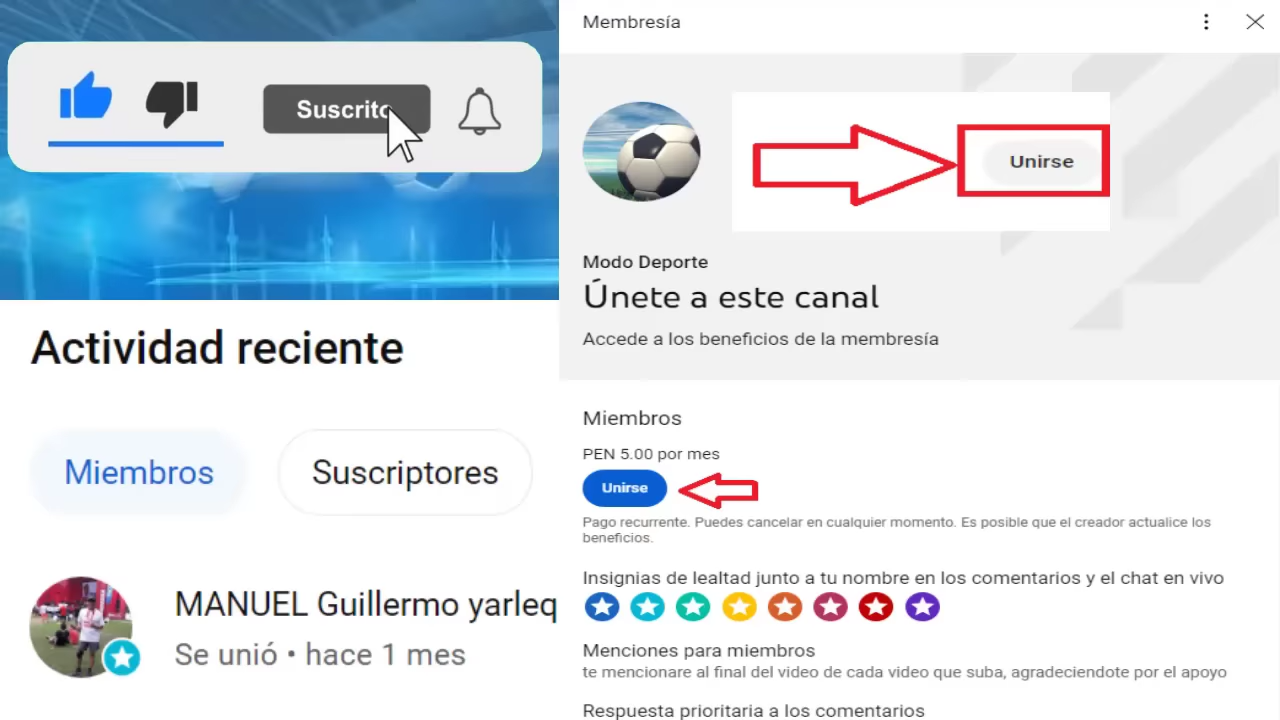 Suscrito
Actividad reciente
Miembros
Suscriptores
MANUEL Guillermo yarleq
Se unió • hace 1 mes
Membresía
Unirse
Modo Deporte
Únete a este canal
Accede a los beneficios de la membresía
Miembros
PEN 5.00 por mes
Unirse
Pago recurrente. Puedes cancelar en cualquier momento. Es posible que el creador actualice los
beneficios.
Insignias de lealtad junto a tu nombre en los comentarios y el chat en vivo
Menciones para miembros
te mencionare al final del video de cada video que suba, agradeciendote por el apoyo
Respuesta prioritaria a los comentarios